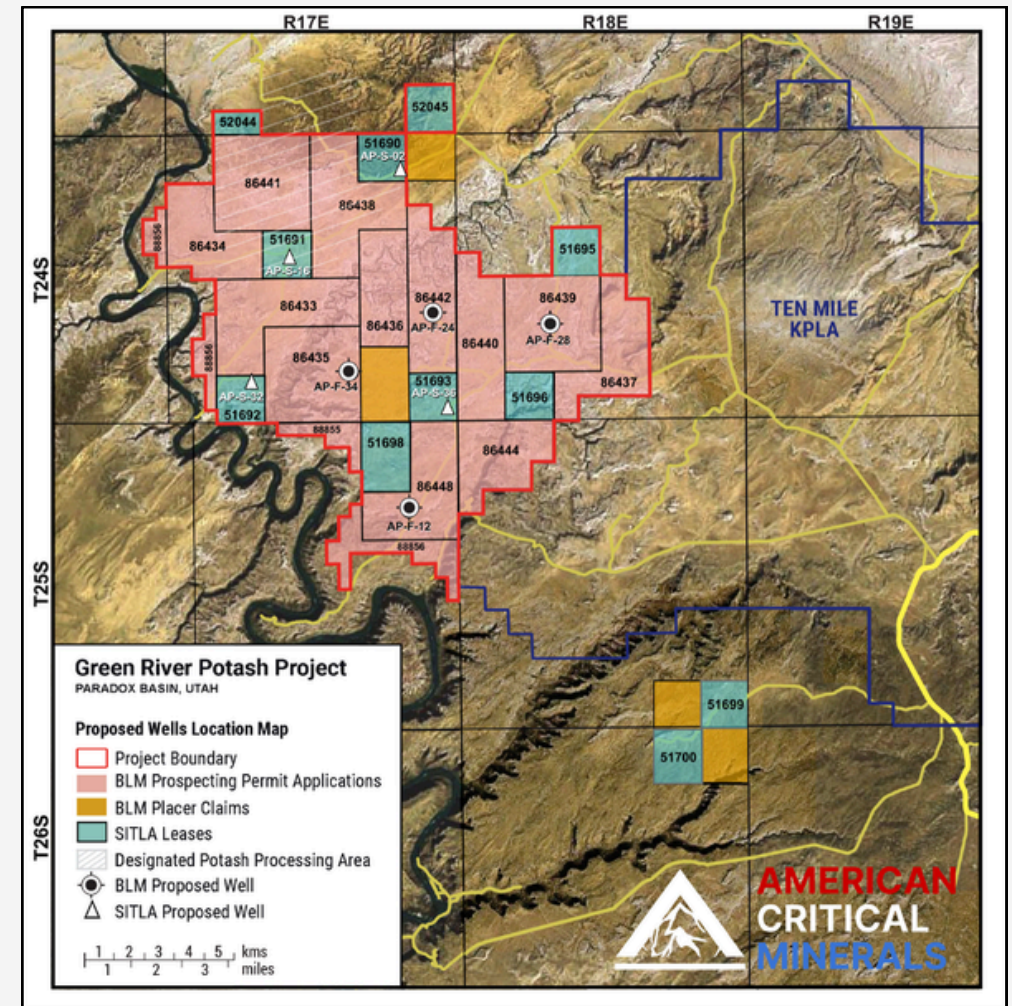 R17E
R18E
R19E
52045
52044
51690
AP-S-02
86441
86438
88856
86434
51691
AP-S-16
51695
T24S
86433
86442
86439
TEN MILE
KPLA
86436
AP-F-24
86440
AP-F-28
88856
86435
AP-F-34
51693
AP-S-36
86437
AP-S-32
51692
51696
88855
51698
86444
86448
AP-F-12
88856
T25S
Green River Potash Project
PARADOX BASIN, UTAH
Proposed Wells Location Map
Project Boundary
BLM Prospecting Permit Applications
BLM Placer Claims
SITLA Leases
Designated Potash Processing Area
BLM Proposed Well
SITLA Proposed Well
1 2 3 4 5 kms
1 2 3 miles
51699
51700
T26S
AMERICAN
CRITICAL
MINERALS